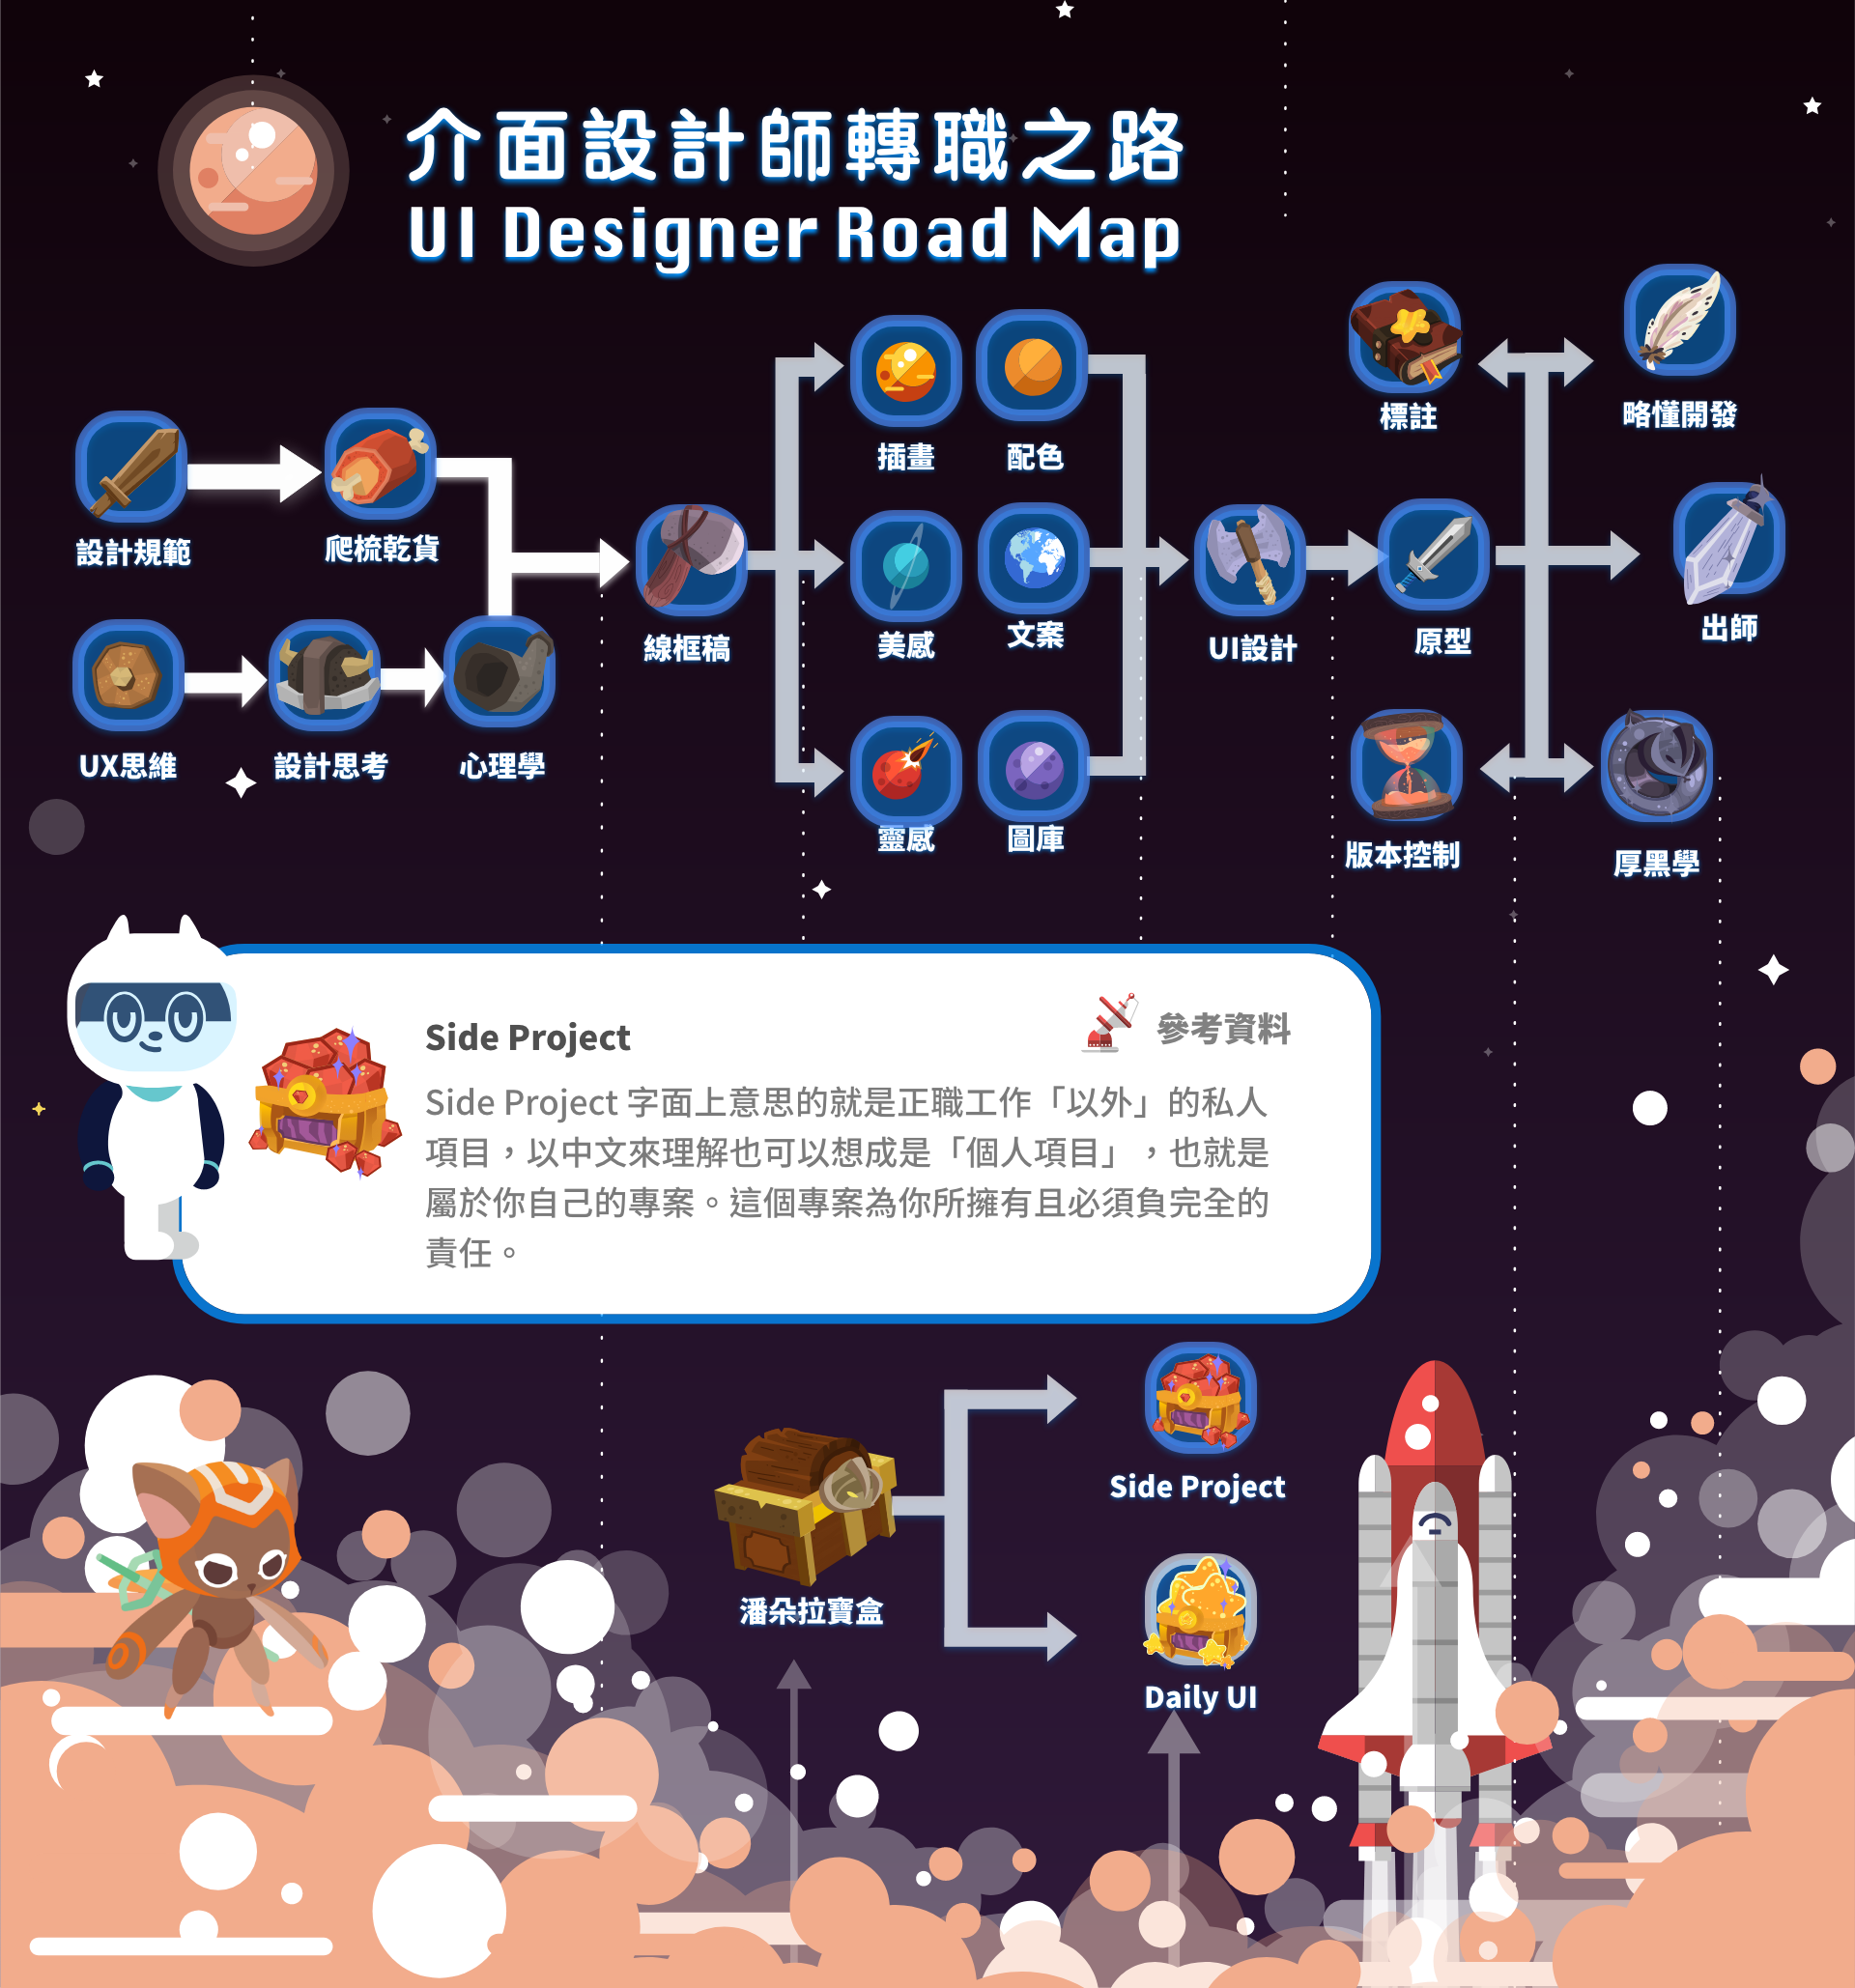 介面設計師轉職之路
UI Designer Road Map
設計規範
爬梳乾貨
UX思維
設計思考
心理學
線框稿
插畫
配色
美感
文案
靈感
圖庫
UI設計
原型
標註
略懂開發
出師
版本控制
厚黑學
Side Project
參考資料
Side Project 字面上意思的就是正職工作「以外」的私人
項目，以中文來理解也可以想成是「個人項目」，也就是
屬於你自己的專案。這個專案為你所擁有且必須負完全的
責任。
潘朵拉寶盒
Side Project
Daily UI